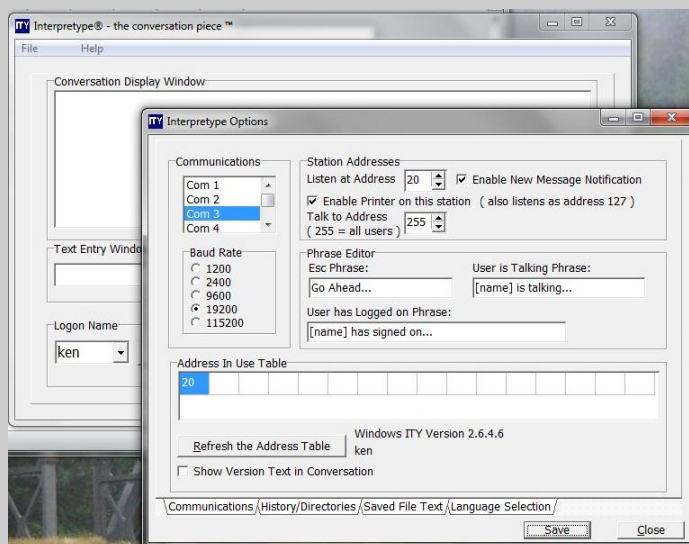 ITY Interpretype® - the conversation piece ™
File Help
Conversation Display Window
Text Entry Windo
Logon Name
ken
ITY Interpretype Options
Communications
Com 1
Com 2
Com 3
Com 4
Baud Rate
1200
2400
9600
19200
115200
Station Addresses
Listen at Address 20 Enable New Message Notification
Enable Printer on this station ( also listens as address 127 )
Talk to Address 255
( 255 = all users )
Phrase Editor
Esc Phrase: User is Talking Phrase:
Go Ahead... [name] is talking...
User has Logged on Phrase:
[name] has signed on...
Address In Use Table
20
Refresh the Address Table Windows ITY Version 2.6.4.6
ken
Show Version Text in Conversation
Communications History/Directories Saved File Text Language Selection
Save Close